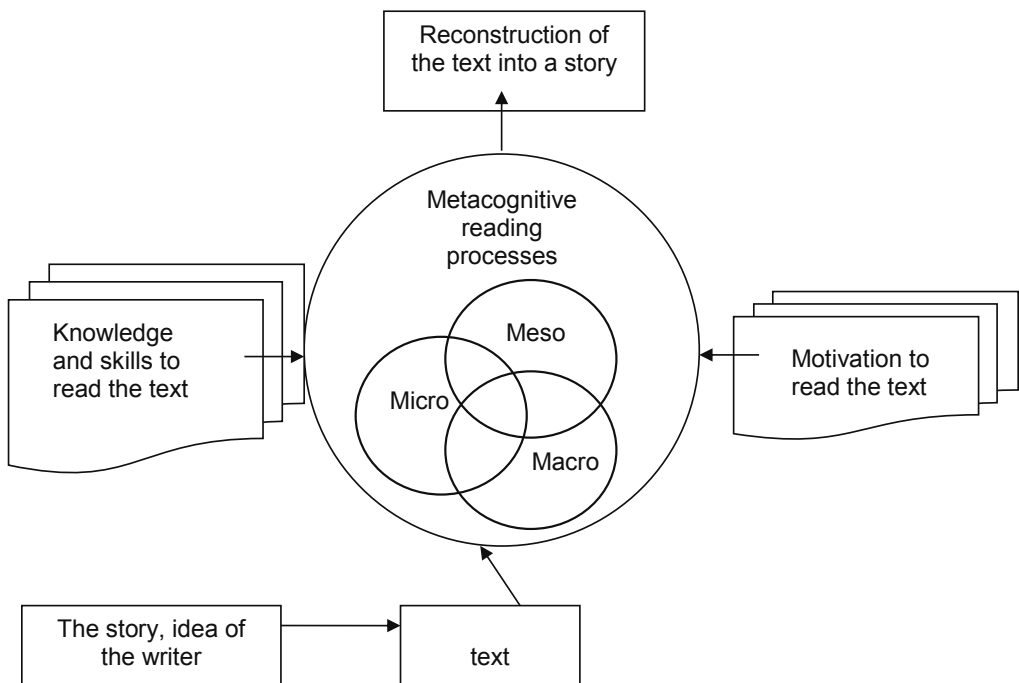 Reconstruction of
the text into a story
Metacognitive
reading
processes
Knowledge
and skills to
read the text
Meso
Micro
Macro
Motivation to
read the text
The story, idea of
the writer
text